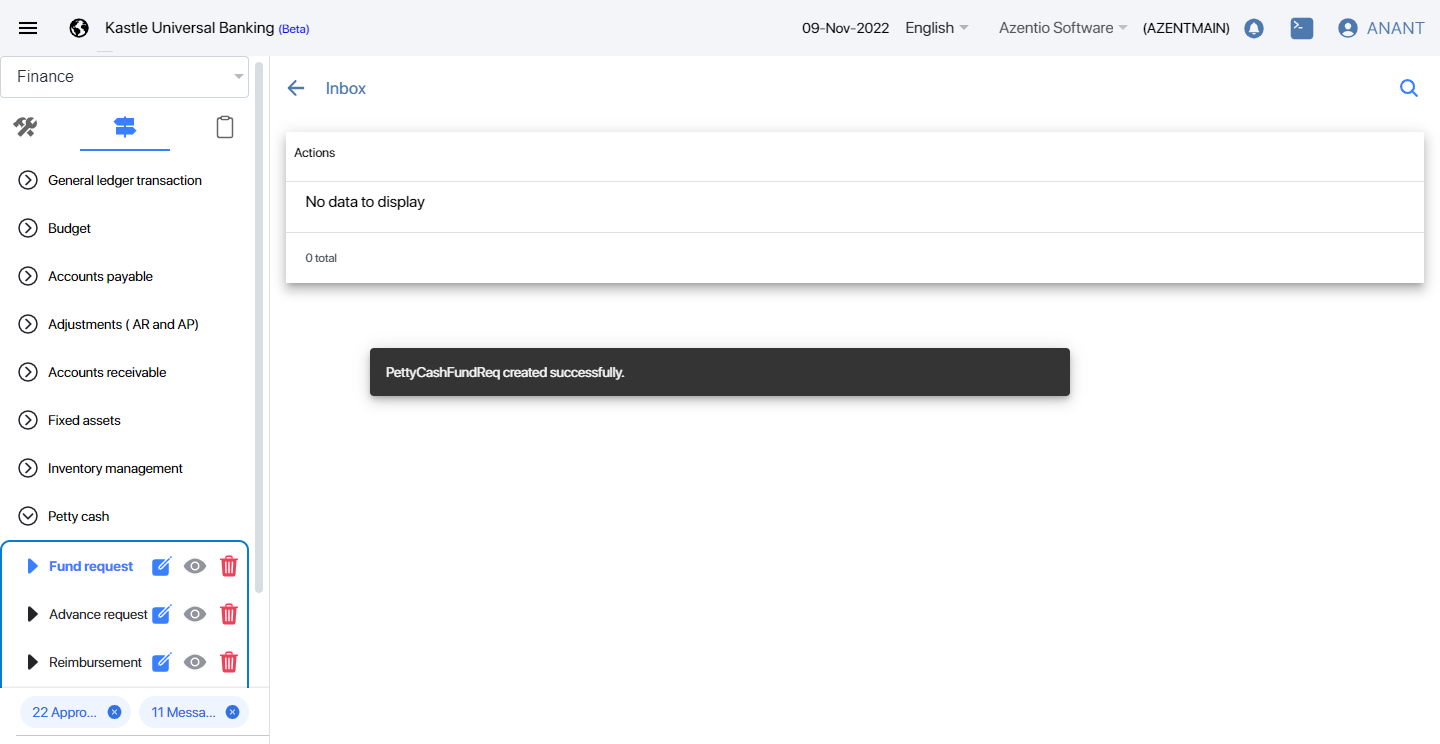 Kastle Universal Banking (Beta)
09-Nov-2022 English Azentio Software (AZENTMAIN) ANANT
Finance
Inbox
General ledger transaction
Budget
Accounts payable
Adjustments ( AR and AP)
Accounts receivable
Fixed assets
Inventory management
Petty cash
Fund request
Advance request
Reimbursement
22 Appro...
11 Messa...
Actions
No data to display
0 total
PettyCashFundReq created successfully.